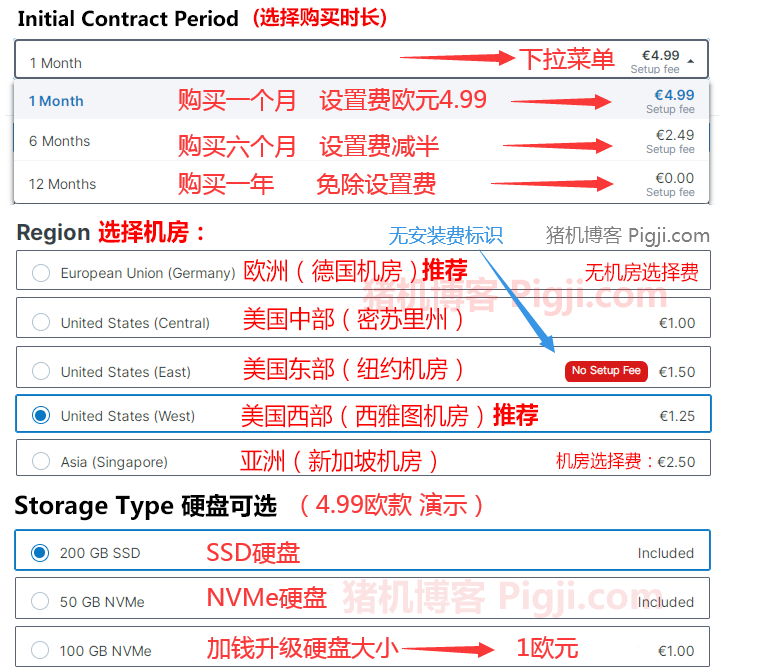 Initial Contract Period (选择购买时长)
1 Month 下拉菜单 €4.99
Setup fee
1 Month 购买一个月 设置费欧元4.99 €4.99
Setup fee
6 Months 购买六个月 设置费减半 €2.49
Setup fee
12 Months 购买一年 免除设置费 €0.00
Setup fee
Region 选择机房： 无安装费标识 猪机博客 Pigji.com
European Union (Germany) 欧洲（德国机房）推荐 无机房选择费
猪机博客 Pigji.com
United States (Central) 美国中部（密苏里州） €1.00
United States (East) 美国东部（纽约机房） No Setup Fee €1.50
United States (West) 美国西部（西雅图机房）推荐 €1.25
Asia (Singapore) 亚洲（新加坡机房） 机房选择费：€2.50
Storage Type 硬盘可选 （4.99欧款 演示）
200 GB SSD SSD硬盘 Included
50 GB NVMe NVMe硬盘 猪机博客 Pigji.com Included
100 GB NVMe 加钱升级硬盘大小 1欧元 €1.00